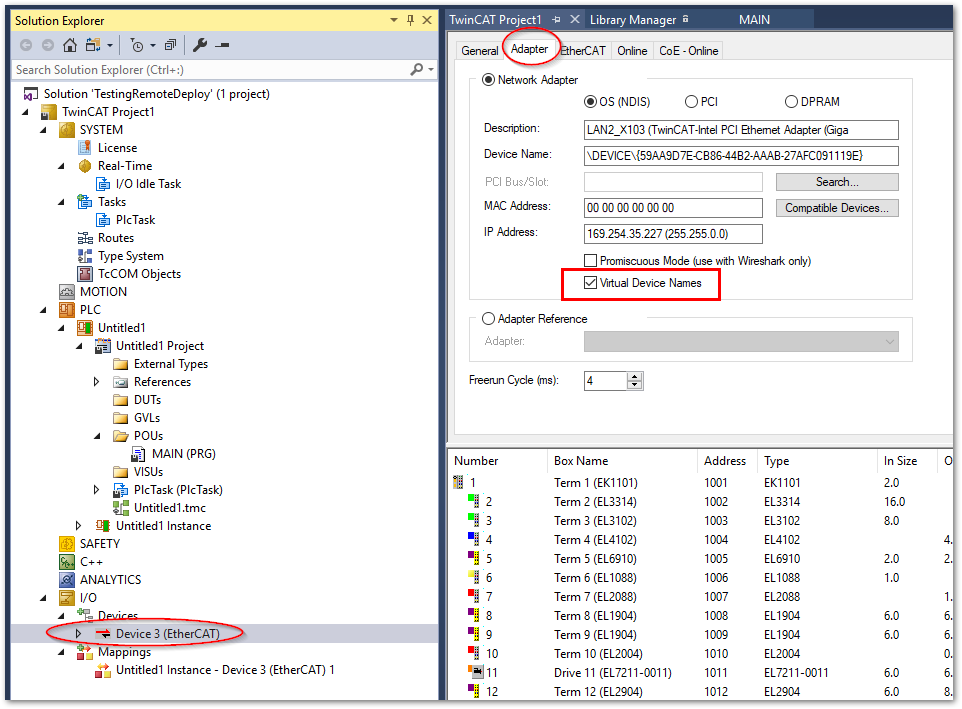 Solution Explorer
Search Solution Explorer (Ctrl+;)
Solution 'TestingRemoteDeploy' (1 project)
TwinCAT Project1
SYSTEM
License
Real-Time
I/O Idle Task
Tasks
PlcTask
Routes
Type System
TcCOM Objects
MOTION
PLC
Untitled1
Untitled1 Project
External Types
References
DUTs
GVLs
POUs
MAIN (PRG)
VISUs
PlcTask (PlcTask)
Untitled1.tmc
Untitled1 Instance
SAFETY
C++
ANALYTICS
I/O
Devices
Device 3 (EtherCAT)
Mappings
Untitled1 Instance - Device 3 (EtherCAT) 1
TwinCAT Project1 Library Manager MAIN
General Adapter EtherCAT Online CoE - Online
Network Adapter
OS (NDIS) PCI DPRAM
Description: LAN2_X103 (TwinCAT-Intel PCI Ethernet Adapter (Giga
Device Name: \DEVICE\{59AA9D7E-CB86-44B2-AAAB-27AFC091119E}
PCI Bus/Slot: Search...
MAC Address: 00 00 00 00 00 00 Compatible Devices...
IP Address: 169.254.35.227 (255.255.0.0)
Promiscuous Mode (use with Wireshark only)
Virtual Device Names
Adapter Reference
Adapter:
Freerun Cycle (ms): 4
Number Box Name Address Type In Size O
1 Term 1 (EK1101) 1001 EK1101 2.0
2 Term 2 (EL3314) 1002 EL3314 16.0
3 Term 3 (EL3102) 1003 EL3102 8.0
4 Term 4 (EL4102) 1004 EL4102 4.
5 Term 5 (EL6910) 1005 EL6910 2.0 2.
6 Term 6 (EL1088) 1006 EL1088 1.0
7 Term 7 (EL2088) 1007 EL2088 1.
8 Term 8 (EL1904) 1008 EL1904 6.0 6.
9 Term 9 (EL1904) 1009 EL1904 6.0 6.
10 Term 10 (EL2004) 1010 EL2004 0.
11 Drive 11 (EL7211-0011) 1011 EL7211-0011 6.0 6.
12 Term 12 (EL2904) 1012 EL2904 6.0 8.